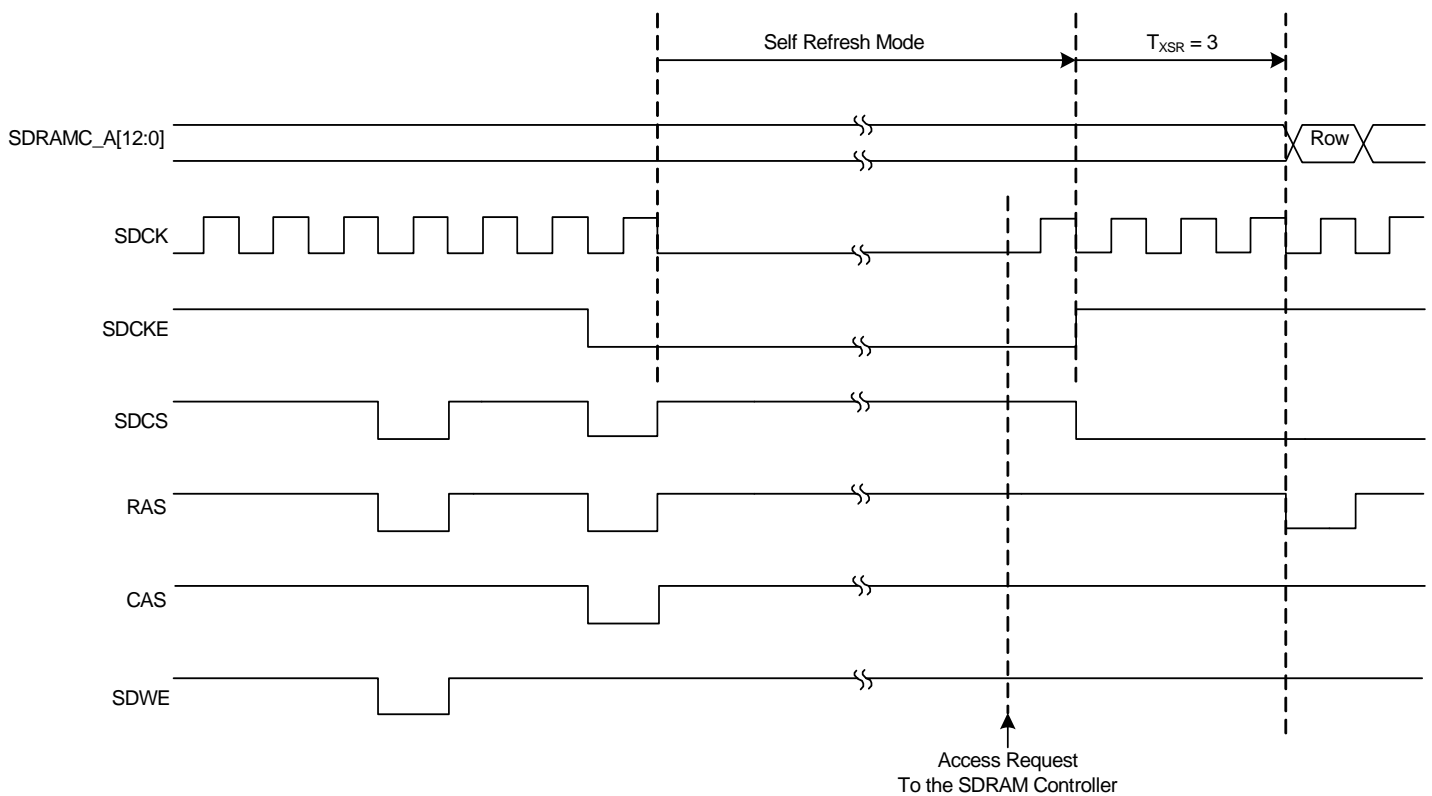 Self Refresh Mode
TXSR = 3
SDRAMC_A[12:0]
Row
SDCK
SDCKE
SDCS
RAS
CAS
SDWE
Access Request
To the SDRAM Controller